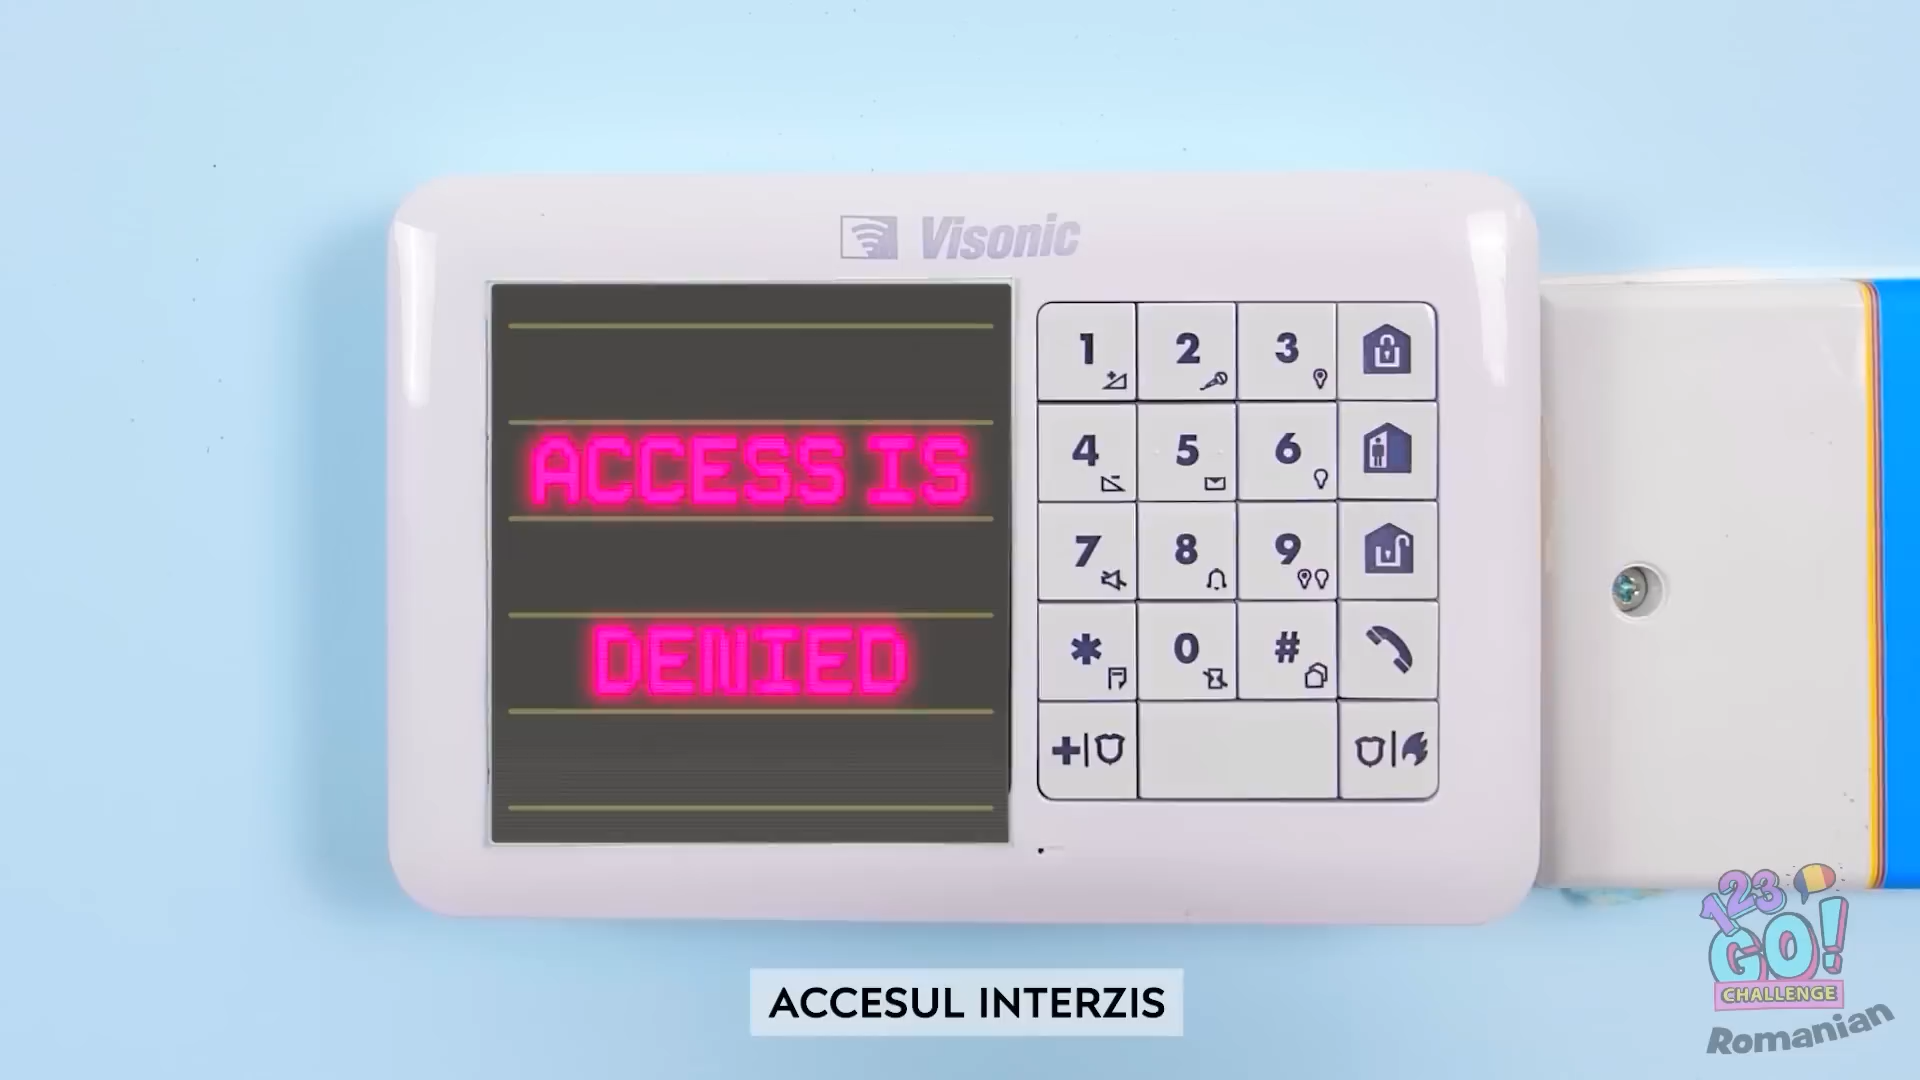 Visonic
ACCESS IS
DENIED
1 2 3
4 5 6
7 8 9
* 0 #
ACCESUL INTERZIS
123
GO!
CHALLENGE
Romanian